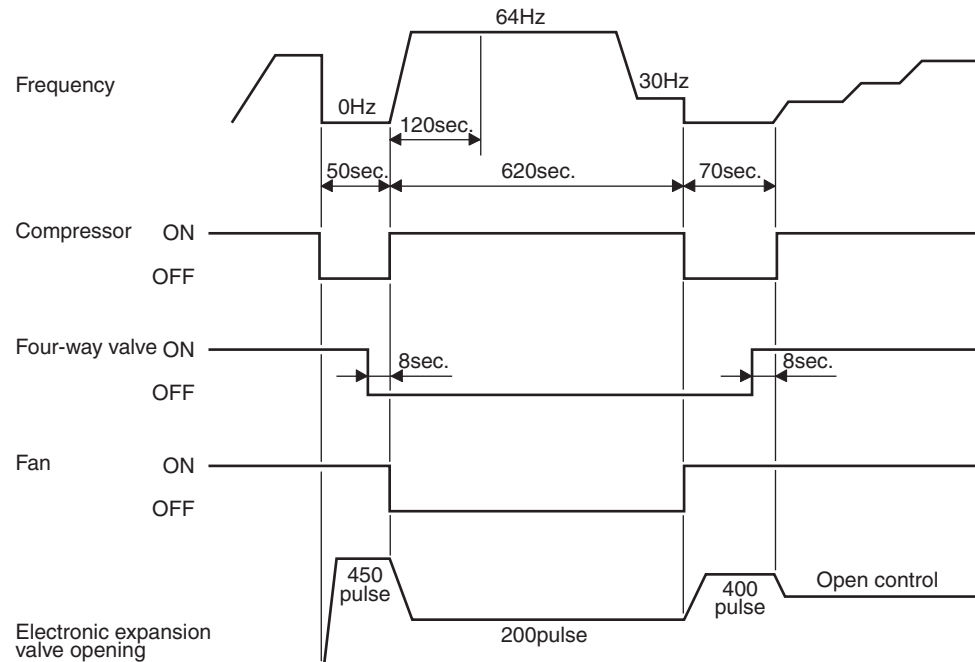 64Hz
Frequency
0Hz
30Hz
120sec.
50sec.
620sec.
70sec.
Compressor ON
OFF
Four-way valve ON
8sec.
8sec.
OFF
Fan ON
OFF
450
pulse
400
pulse
Open control
Electronic expansion
valve opening
200pulse